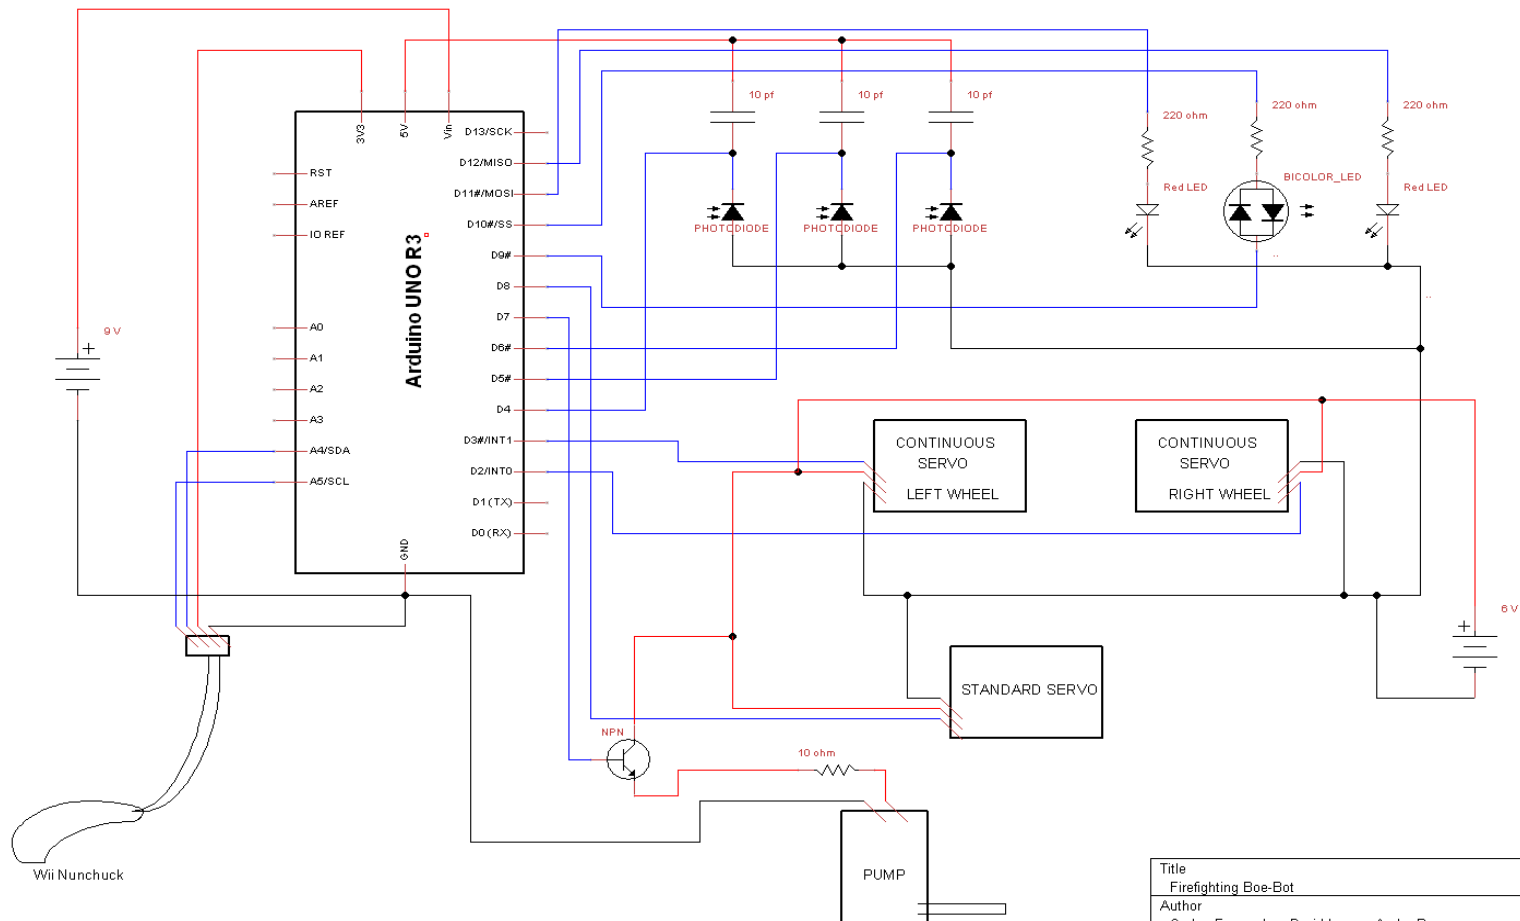 10 pf
10 pf
10 pf
220 ohm
220 ohm
220 ohm
3V3
5V
Vin
D13/SCK
D12/MISO
D11#/MOSI
D10#/SS
D9#
D8
D7
D6#
D5#
D4
D3#/INT1
D2/INT0
D1(TX)
D0(RX)
RST
AREF
IO REF
A0
A1
A2
A3
A4/SDA
A5/SCL
GND
Arduino UNO R3
PHOTODIODE
PHOTODIODE
PHOTODIODE
Red LED
BICOLOR_LED
Red LED
9 V
+
CONTINUOUS
SERVO
LEFT WHEEL
CONTINUOUS
SERVO
RIGHT WHEEL
6 V
+
STANDARD SERVO
NPN
10 ohm
PUMP
Wii Nunchuck
Title
Firefighting Boe-Bot
Author